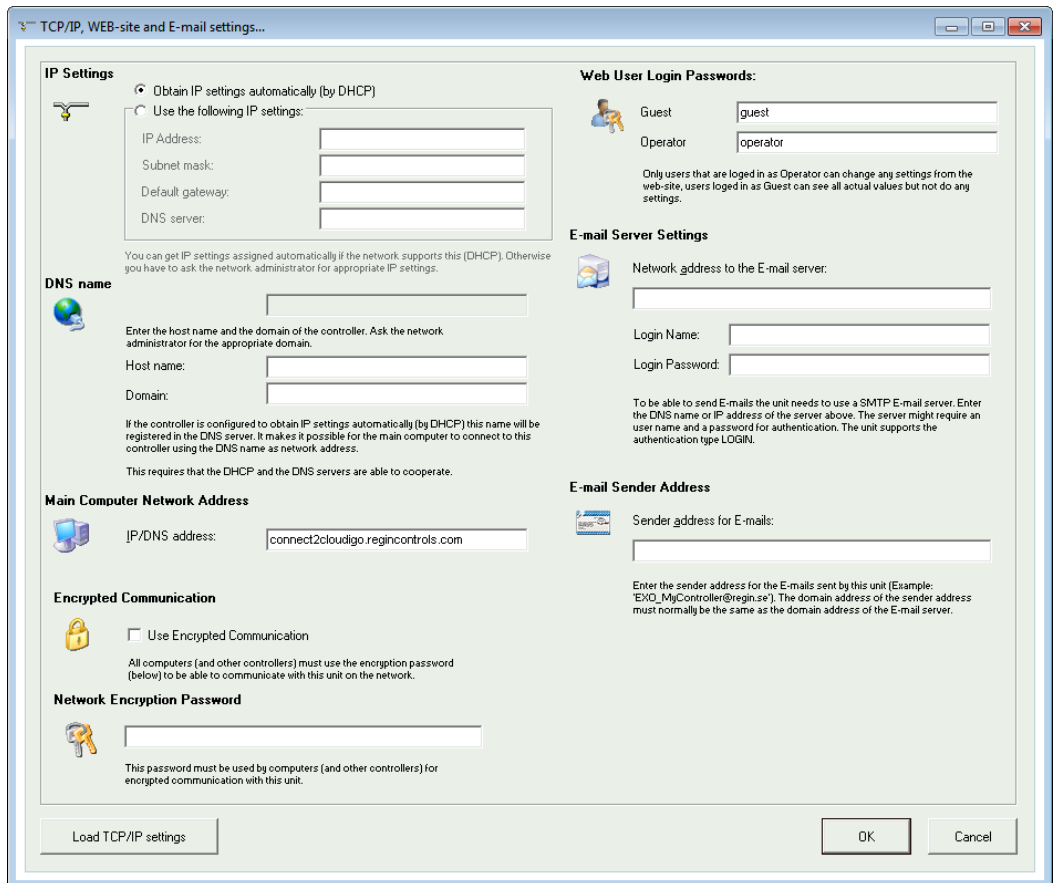 TCP/IP, WEB-site and E-mail settings...
IP Settings
Obtain IP settings automatically (by DHCP)
Use the following IP settings:
IP Address:
Subnet mask:
Default gateway:
DNS server:
You can get IP settings assigned automatically if the network supports this (DHCP). Otherwise
you have to ask the network administrator for appropriate IP settings.
DNS name
Enter the host name and the domain of the controller. Ask the network
administrator for the appropriate domain.
Host name:
Domain:
If the controller is configured to obtain IP settings automatically (by DHCP) this name will be
registered in the DNS server. It makes it possible for the main computer to connect to this
controller using the DNS name as network address.
This requires that the DHCP and the DNS servers are able to cooperate.
Main Computer Network Address
IP/DNS address:
connect2cloudigo.regincontrols.com
Encrypted Communication
Use Encrypted Communication
All computers (and other controllers) must use the encryption password
(below) to be able to communicate with this unit on the network.
Network Encryption Password
This password must be used by computers (and other controllers) for
encrypted communication with this unit.
Web User Login Passwords:
Guest
guest
Operator
operator
Only users that are loged in as Operator can change any settings from the
web-site, users loged in as Guest can see all actual values but not do any
settings.
E-mail Server Settings
Network address to the E-mail server:
Login Name:
Login Password:
To be able to send E-mails the unit needs to use a SMTP E-mail server. Enter
the DNS name or IP address of the server above. The server might require an
user name and a password for authentication. The unit supports the
authentication type LOGIN.
E-mail Sender Address
Sender address for E-mails:
Enter the sender address for the E-mails sent by this unit (Example:
'EXO_MyController@regin.se'). The domain address of the sender address
must normally be the same as the domain address of the E-mail server.
Load TCP/IP settings
OK
Cancel